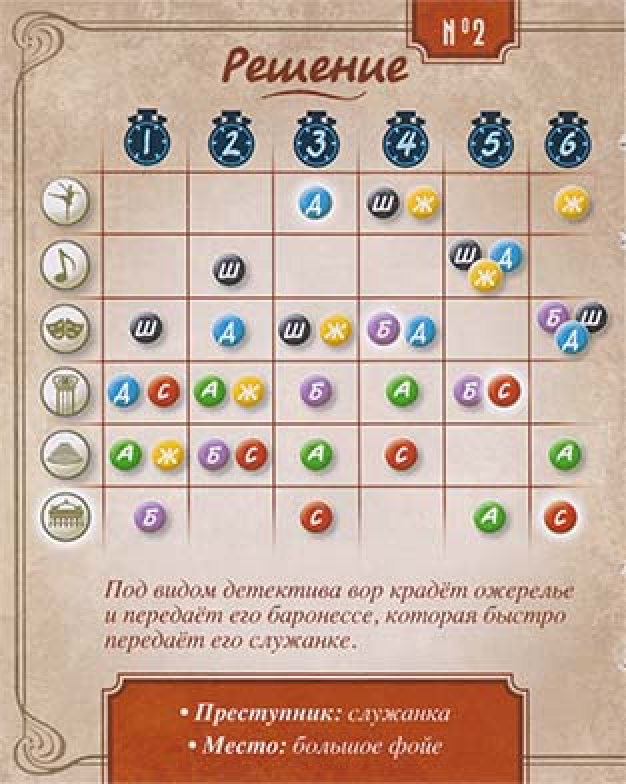 №2
Решение
1 2 3 4 5 6
Д Ш Ж Ж
Ш Ш Д Ж
Ш Д Ш Ж Б Д Б Ш Д
Д С А Ж Б А Б С
А Ж Б С А С А
Б С А С
Под видом детектива вор крадёт ожерелье
и передаёт его баронессе, которая быстро
передаёт его служанке.
• Преступник: служанка
• Место: большое фойе